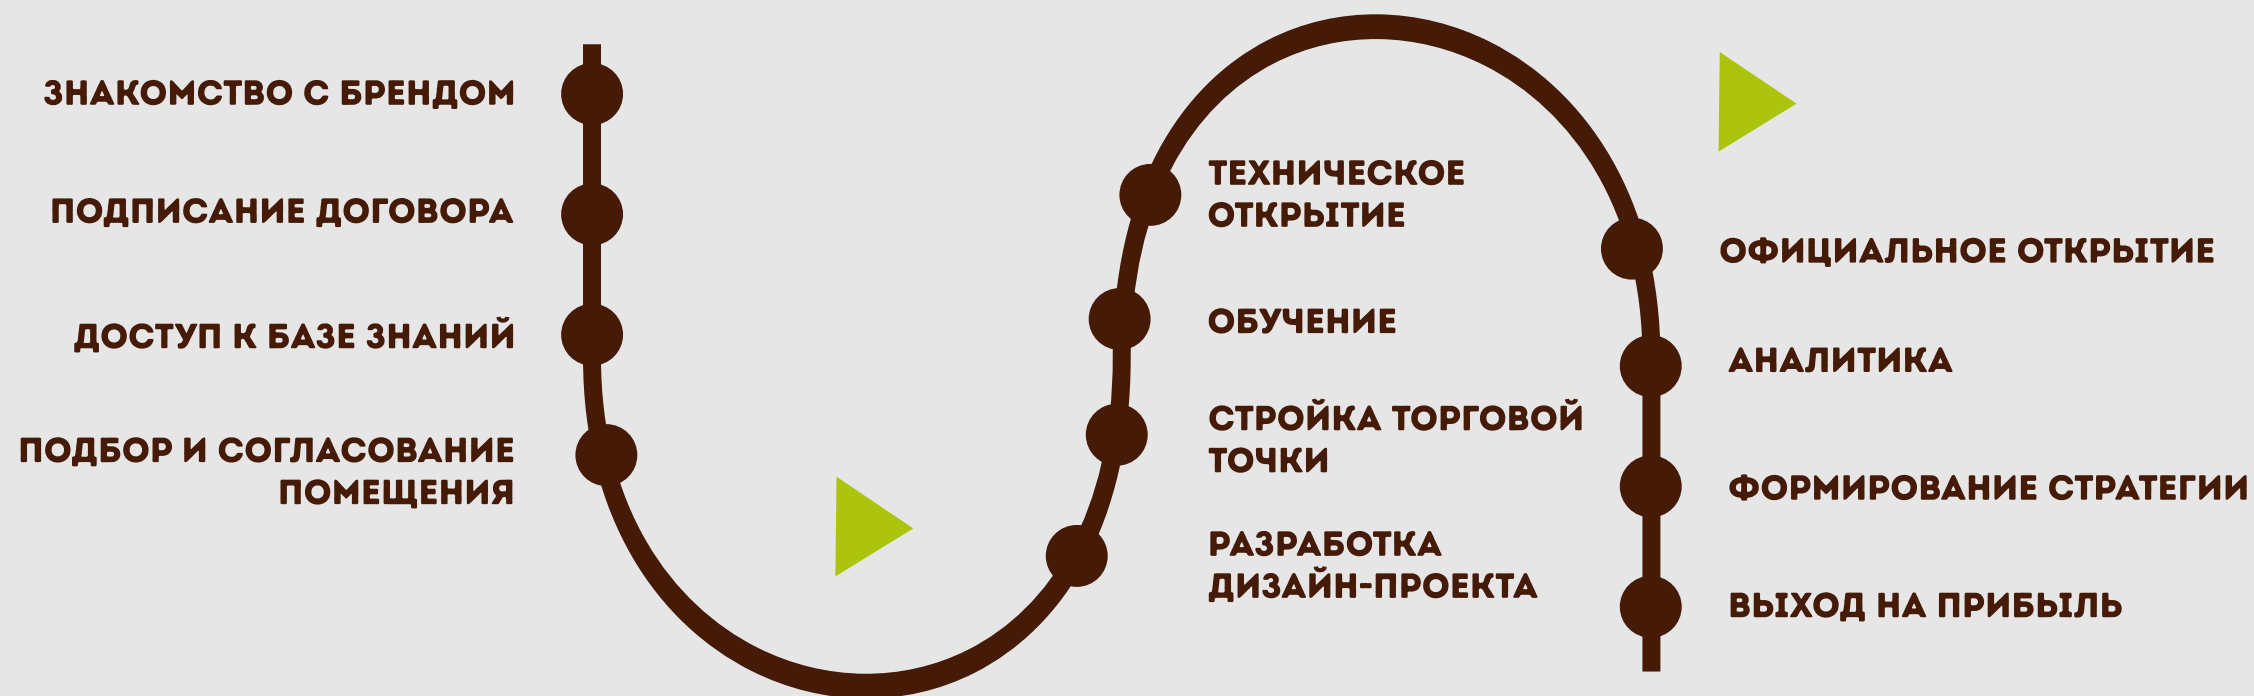 ЗНАКОМСТВО С БРЕНДОМ
ПОДПИСАНИЕ ДОГОВОРА
ДОСТУП К БАЗЕ ЗНАНИЙ
ПОДБОР И СОГЛАСОВАНИЕ
ПОМЕЩЕНИЯ
ТЕХНИЧЕСКОЕ
ОТКРЫТИЕ
ОБУЧЕНИЕ
СТРОЙКА ТОРГОВОЙ
ТОЧКИ
РАЗРАБОТКА
ДИЗАЙН-ПРОЕКТА
ОФИЦИАЛЬНОЕ ОТКРЫТИЕ
АНАЛИТИКА
ФОРМИРОВАНИЕ СТРАТЕГИИ
ВЫХОД НА ПРИБЫЛЬ